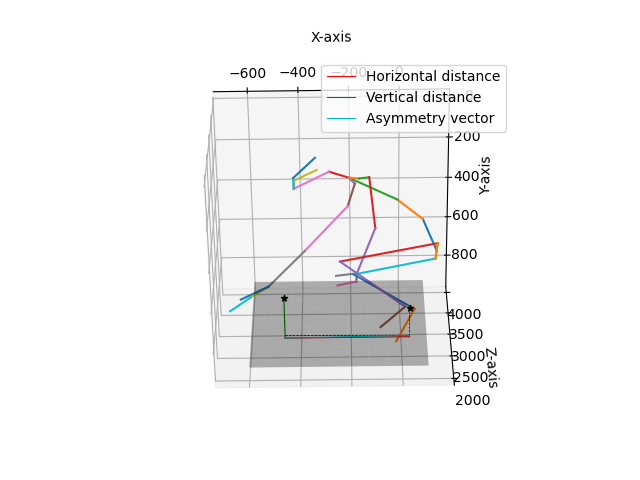 X-axis
−600 −400 −200 0
Horizontal distance
Vertical distance
Asymmetry vector
0
200
400
600
800
Y-axis
4000
3500
3000
2500
2000
Z-axis